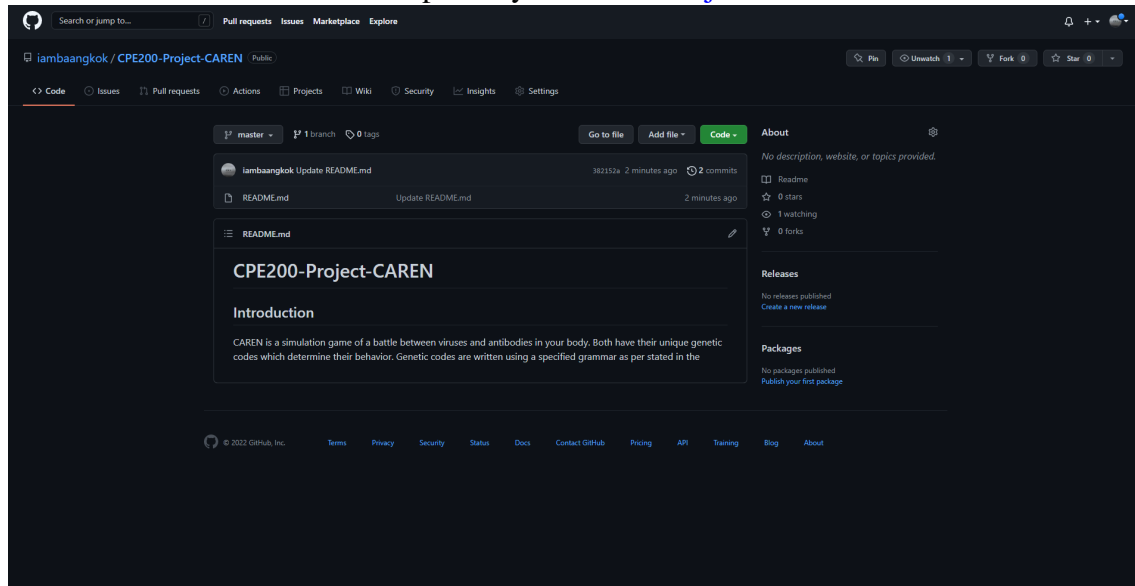 Search or jump to... / Pull requests Issues Marketplace Explore
iambaangkok / CPE200-Project-CAREN Public Pin Unwatch 1 Fork 0 Star 0
<> Code Issues Pull requests Actions Projects Wiki Security Insights Settings
master 1 branch 0 tags Go to file Add file Code
iambaangkok Update README.md 382152a 2 minutes ago 2 commits
README.md Update README.md 2 minutes ago
README.md
CPE200-Project-CAREN
Introduction
CAREN is a simulation game of a battle between viruses and antibodies in your body. Both have their unique genetic
codes which determine their behavior. Genetic codes are written using a specified grammar as per stated in the
About
No description, website, or topics provided.
Readme
0 stars
1 watching
0 forks
Releases
No releases published
Create a new release
Packages
No packages published
Publish your first package
© 2022 GitHub, Inc. Terms Privacy Security Status Docs Contact GitHub Pricing API Training Blog About